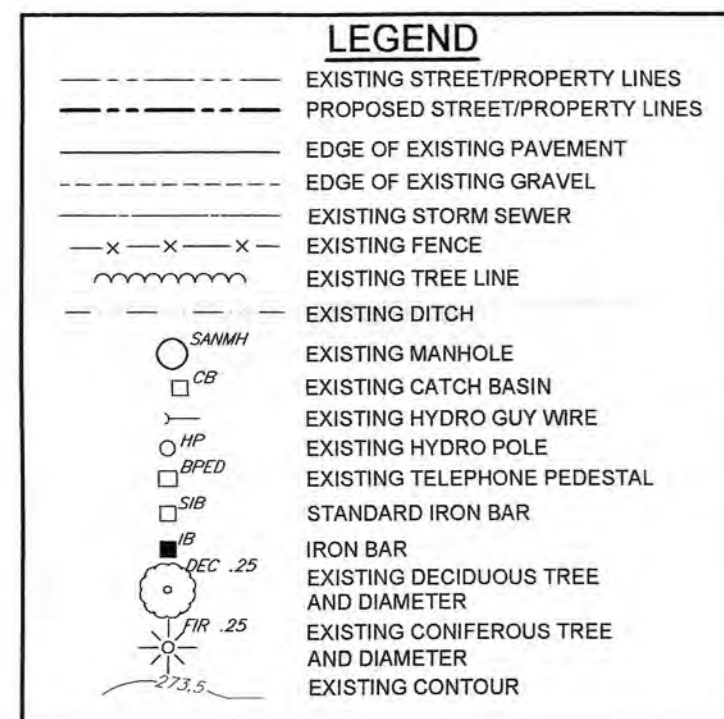 LEGEND
EXISTING STREET/PROPERTY LINES
PROPOSED STREET/PROPERTY LINES
EDGE OF EXISTING PAVEMENT
EDGE OF EXISTING GRAVEL
EXISTING STORM SEWER
EXISTING FENCE
EXISTING TREE LINE
EXISTING DITCH
SANMH EXISTING MANHOLE
CB EXISTING CATCH BASIN
EXISTING HYDRO GUY WIRE
HP EXISTING HYDRO POLE
BPED EXISTING TELEPHONE PEDESTAL
SIB STANDARD IRON BAR
IB IRON BAR
DEC .25 EXISTING DECIDUOUS TREE
AND DIAMETER
FIR .25 EXISTING CONIFEROUS TREE
AND DIAMETER
273.5 EXISTING CONTOUR